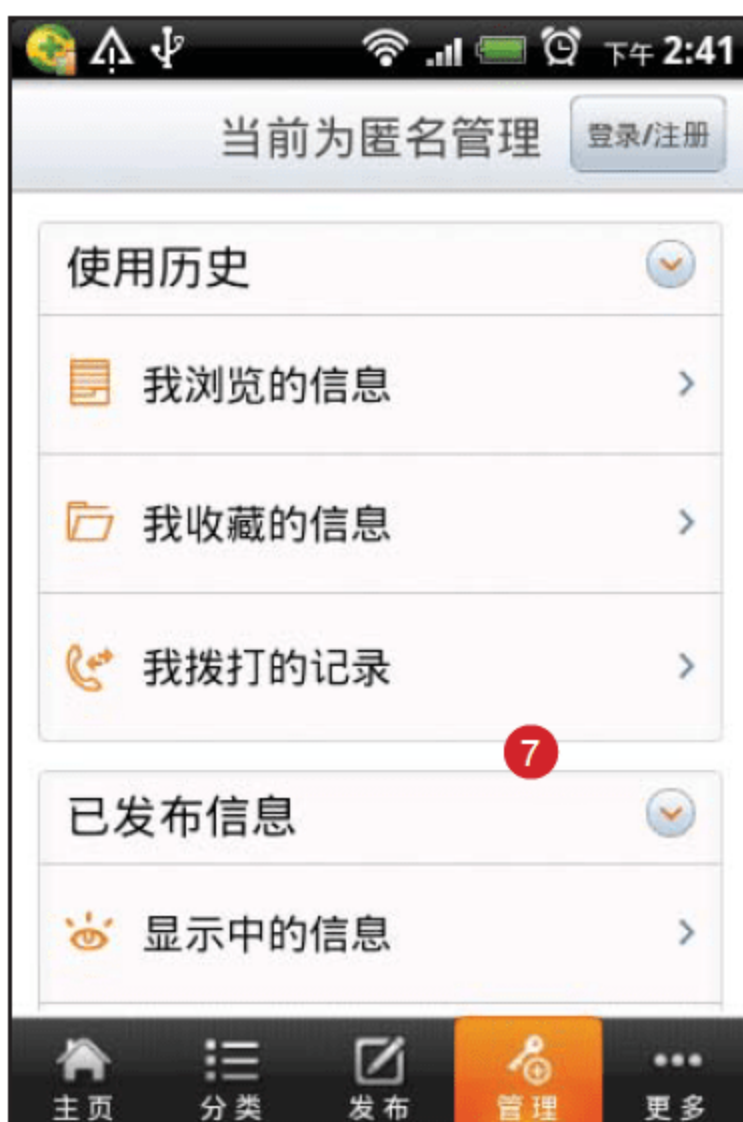 下午 2:41
当前为匿名管理 登录/注册
使用历史
我浏览的信息
我收藏的信息
我拨打的记录
7
已发布信息
显示中的信息
主页 分类 发布 管理 更多